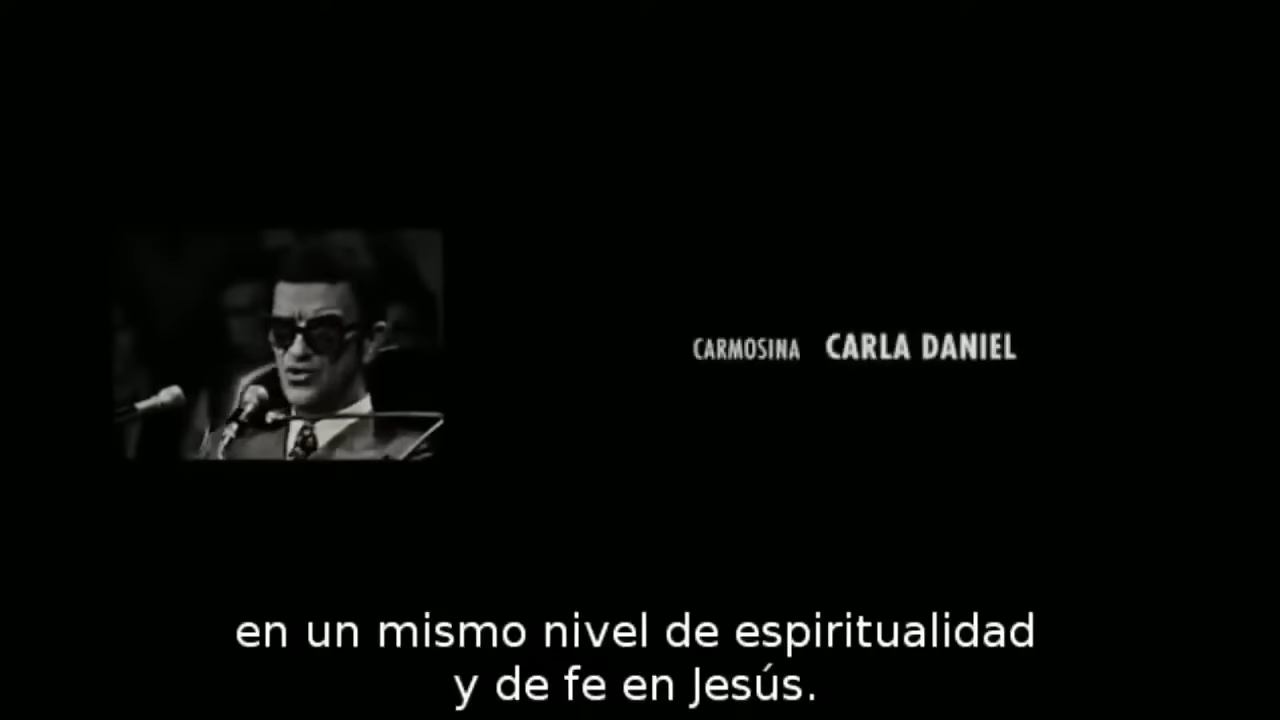 CARMOSINA CARLA DANIEL
en un mismo nivel de espiritualidad
y de fe en Jesús.